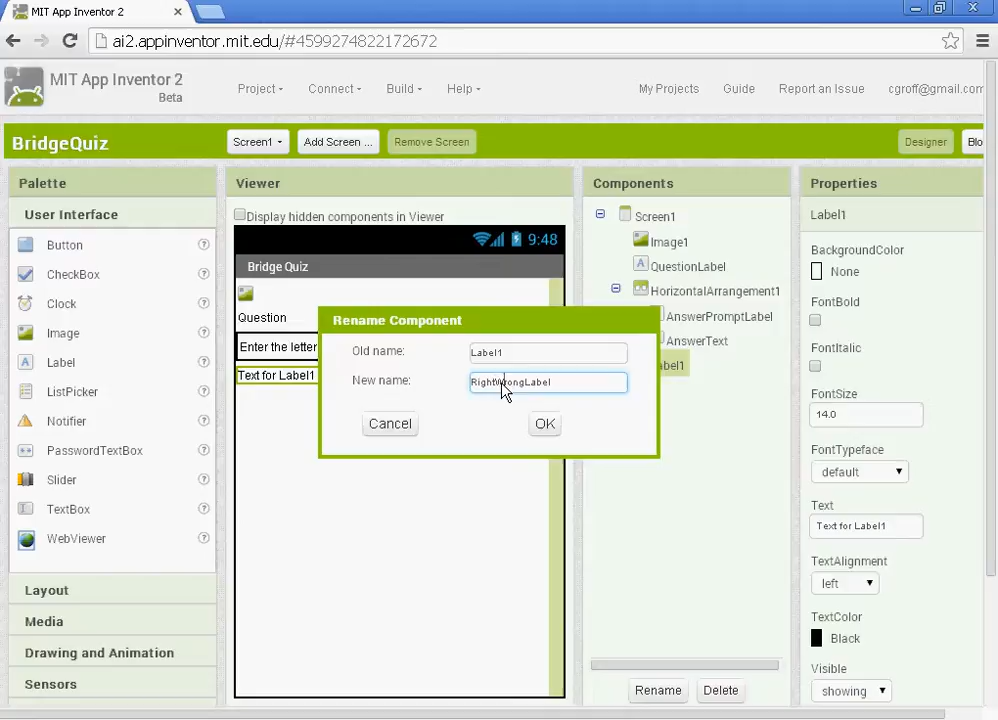 MIT App Inventor 2
ai2.appinventor.mit.edu/#4599274822172672
MIT App Inventor 2
Beta
Project
Connect
Build
Help
My Projects
Guide
Report an Issue
cgroff@gmail.com
BridgeQuiz
Screen1
Add Screen ...
Remove Screen
Designer
Blo
Palette
User Interface
Button
?
CheckBox
?
Clock
?
Image
?
Label
?
ListPicker
?
Notifier
?
PasswordTextBox
?
Slider
?
TextBox
?
WebViewer
?
Layout
Media
Drawing and Animation
Sensors
Viewer
Display hidden components in Viewer
9:48
Bridge Quiz
Question
Enter the letter
Text for Label1
Rename Component
Old name:
Label1
New name:
RightWrongLabel
Cancel
OK
Components
Screen1
Image1
QuestionLabel
HorizontalArrangement1
AnswerPromptLabel
AnswerText
abel1
Rename
Delete
Properties
Label1
BackgroundColor
None
FontBold
FontItalic
FontSize
14.0
FontTypeface
default
Text
Text for Label1
TextAlignment
left
TextColor
Black
Visible
showing